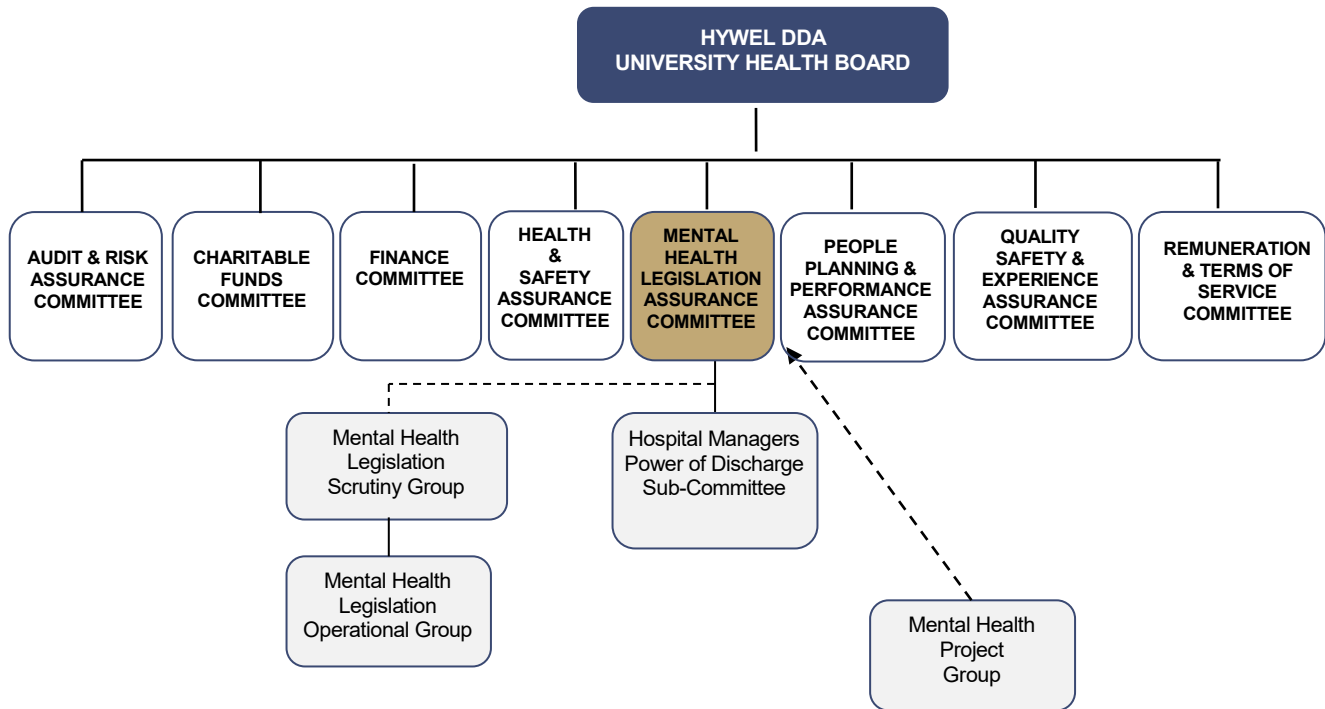 HYWEL DDA
UNIVERSITY HEALTH BOARD
AUDIT & RISK
ASSURANCE
COMMITTEE
CHARITABLE
FUNDS
COMMITTEE
FINANCE
COMMITTEE
HEALTH
&
SAFETY
ASSURANCE
COMMITTEE
MENTAL
HEALTH
LEGISLATION
ASSURANCE
COMMITTEE
PEOPLE
PLANNING &
PERFORMANCE
ASSURANCE
COMMITTEE
QUALITY
SAFETY &
EXPERIENCE
ASSURANCE
COMMITTEE
REMUNERATION
& TERMS OF
SERVICE
COMMITTEE
Mental Health
Legislation
Scrutiny Group
Hospital Managers
Power of Discharge
Sub-Committee
Mental Health
Legislation
Operational Group
Mental Health
Project
Group